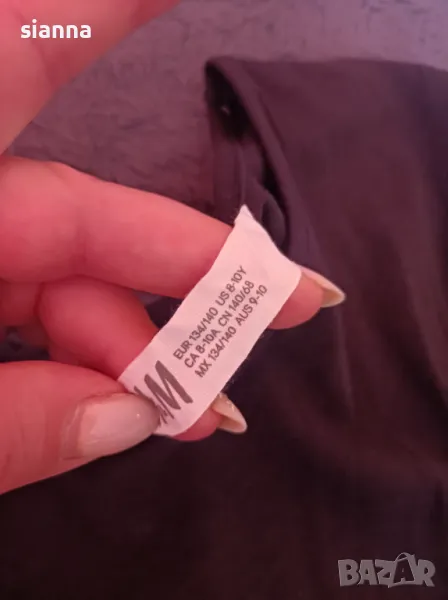 sianna
EUR 134/140 US 8-10Y
CA 8-10A CN 140/68
MX 134/140 AUS 9-10
BAZAR